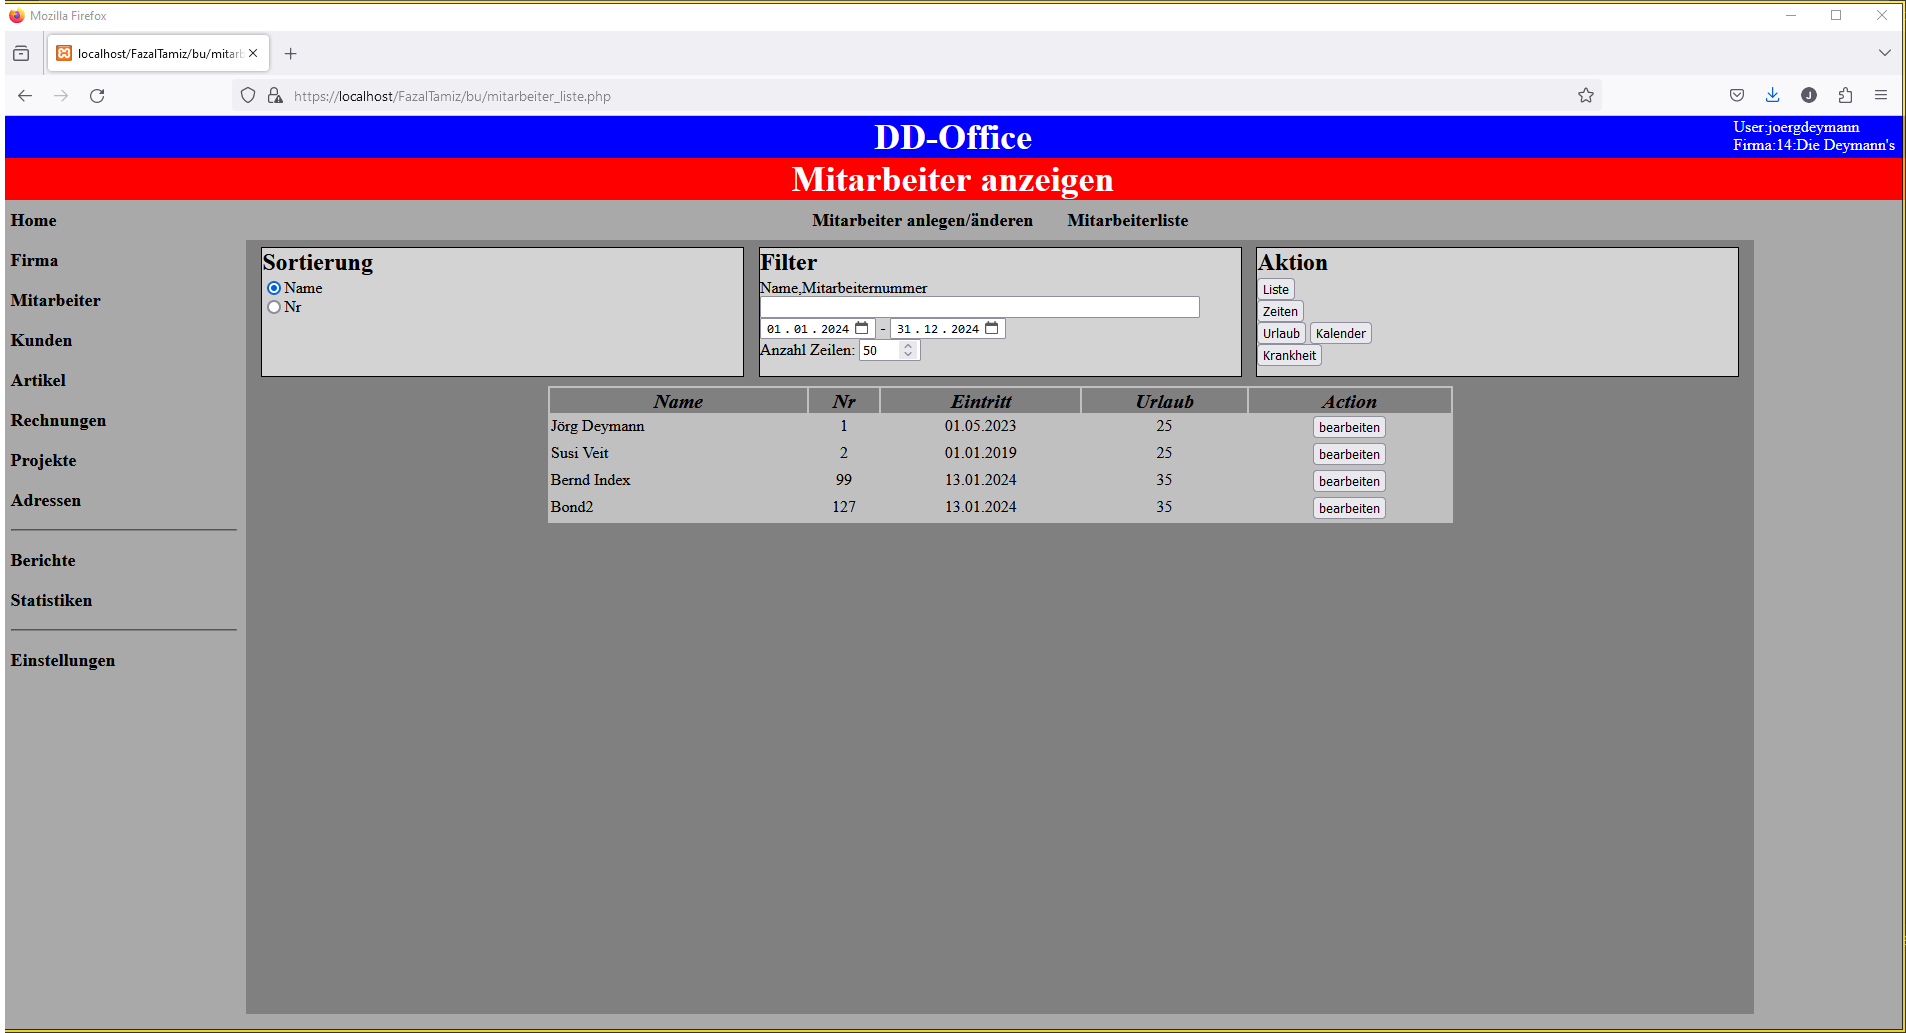 Mozilla Firefox
localhost/FazalTamiz/bu/mitarb
https://localhost/FazalTamiz/bu/mitarbeiter_liste.php
J
DD-Office
User:joergdeymann
Firma:14:Die Deymann's
Mitarbeiter anzeigen
Home
Mitarbeiter anlegen/änderen Mitarbeiterliste
Firma
Mitarbeiter
Kunden
Artikel
Rechnungen
Projekte
Adressen
Berichte
Statistiken
Einstellungen
Sortierung
Name
Nr
Filter
Name,Mitarbeiternummer
01.01.2024 - 31.12.2024
Anzahl Zeilen: 50
Aktion
Liste
Zeiten
Urlaub Kalender
Krankheit
Name Nr Eintritt Urlaub Action
Jörg Deymann 1 01.05.2023 25 bearbeiten
Susi Veit 2 01.01.2019 25 bearbeiten
Bernd Index 99 13.01.2024 35 bearbeiten
Bond2 127 13.01.2024 35 bearbeiten